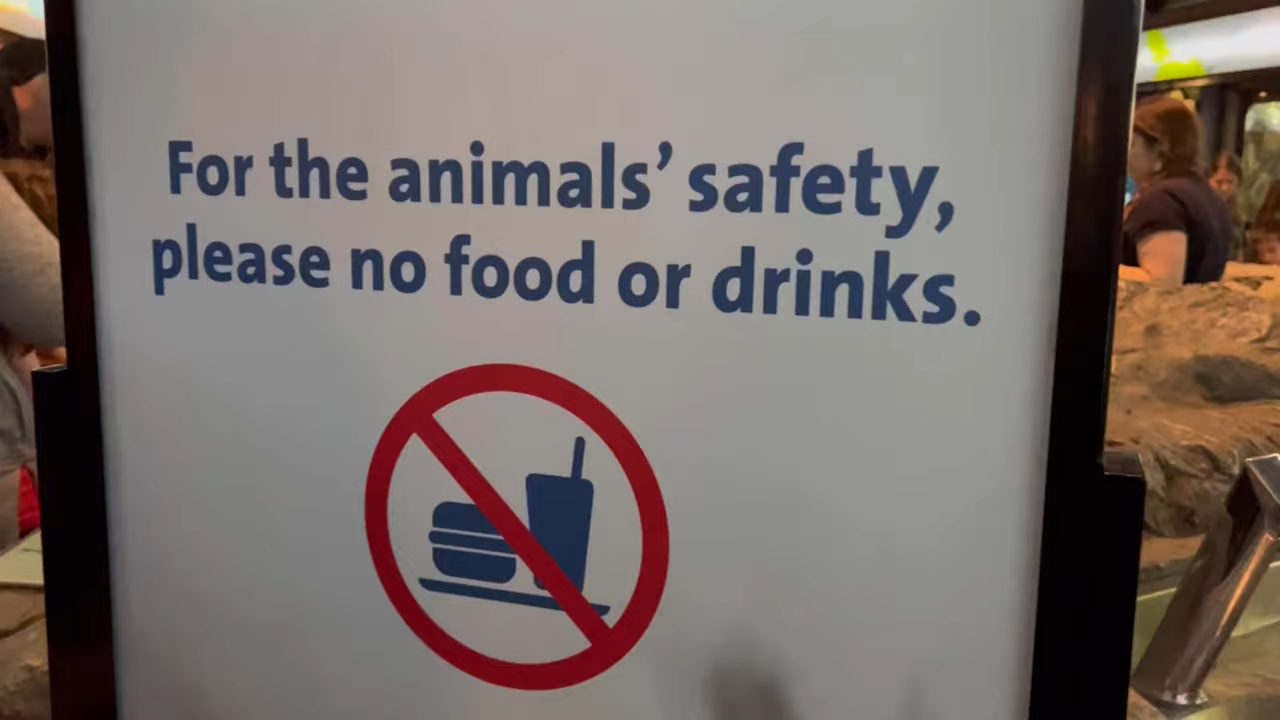 For the animals’ safety,
please no food or drinks.